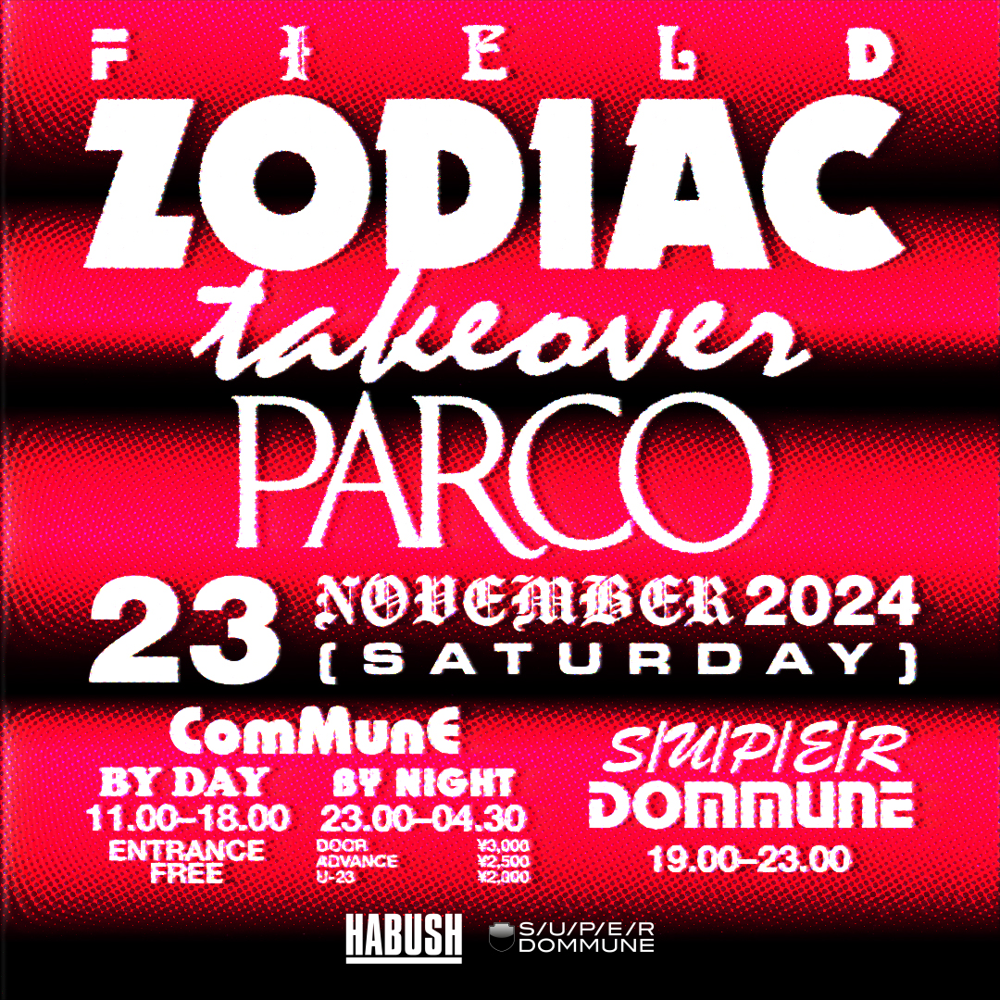 FIELD
ZODIAC
takeover
PARCO
23 NOVEMBER 2024
(SATURDAY)
ComMunE
BY DAY
11.00–18.00
ENTRANCE
FREE
BY NIGHT
23.00–04.30
DOOR ¥3,000
ADVANCE ¥2,500
U-23 ¥2,000
S/U/P/E/R
DOMMUNE
19.00–23.00
HABUSH
S/U/P/E/R
DOMMUNE